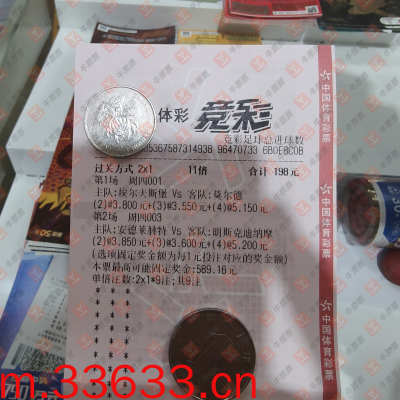 体彩 竞彩
竞彩足球总进球数
5367587314938 96470733 6B0E8C08
过关方式 2x1 11倍 合计 198元
第1场 周四001
主队:埃尔夫斯堡 Vs 客队:莫尔德
(2)@3.800元+(3)@3.550元+(4)@5.150元
第2场 周四003
主队:安德莱赫特 Vs 客队:明斯克迪纳摩
(2)@3.850元+(3)@3.600元+(4)@5.200元
(选项固定奖金额为每1元投注对应的奖金额)
本票最高可能固定奖金:589.16元
单倍注数:2x1*9注;共9注
中国体育彩票
中国体育彩票
中国体育彩票
m.33633.cn